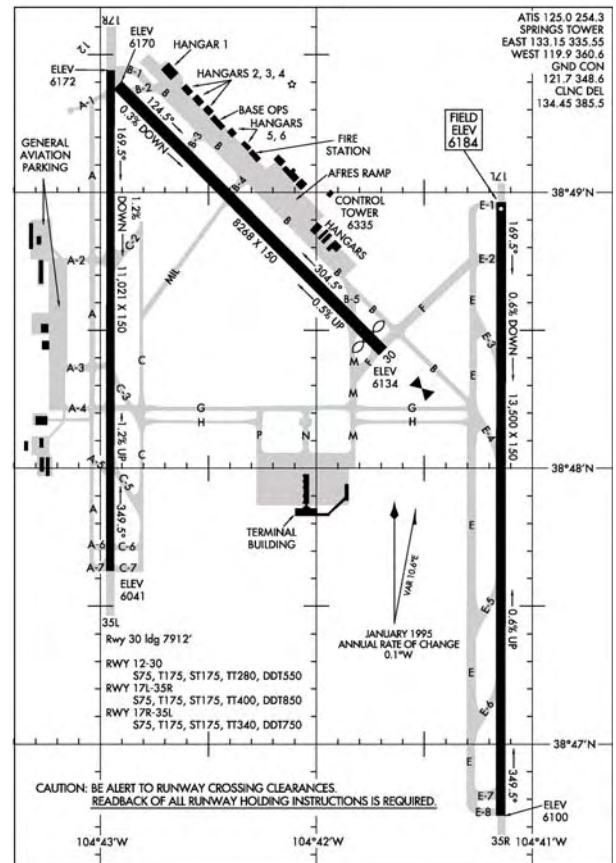 ATIS 125.0 254.3
SPRINGS TOWER
EAST 133.15 335.55
WEST 119.9 360.6
GND CON
121.7 348.6
CLNC DEL
134.45 385.5
17R
12
ELEV
6170
ELEV
6172
HANGAR 1
HANGARS 2, 3, 4
BASE OPS
HANGARS
5, 6
FIRE
STATION
AFRES RAMP
CONTROL
TOWER
6335
HANGARS
FIELD
ELEV
6184
17L
B-1
B-2
B
A-1
124.5°
0.3% DOWN
B-3
B
B-4
B
GENERAL
AVIATION
PARKING
A
169.5°
38°49'N
E-1
1.2%
DOWN
C-2
8268 X 150
304.5°
0.5% UP
B
169.5°
E-2
A-2
MIL
11,021 X 150
B-5
B
F
E
0.6% DOWN
E-3
A
C
M
F
30
ELEV
6134
B
E
13,500 X 150
A-3
C-3
M
A-4
G
G
H
H
E-4
P
N
M
1.2% UP
C
A-5
38°48'N
C-5
349.5°
A
TERMINAL
BUILDING
E
A-6
C-6
A-7
C-7
ELEV
6041
VAR 10.6°E
E-5
0.6% UP
35L
JANUARY 1995
ANNUAL RATE OF CHANGE
0.1°W
Rwy 30 ldg 7912'
RWY 12-30
S75, T175, ST175, TT280, DDT550
RWY 17L-35R
S75, T175, ST175, TT400, DDT850
RWY 17R-35L
S75, T175, ST175, TT340, DDT750
E
E-6
38°47'N
E
349.5°
CAUTION: BE ALERT TO RUNWAY CROSSING CLEARANCES.
READBACK OF ALL RUNWAY HOLDING INSTRUCTIONS IS REQUIRED.
E-7
E-8
ELEV
6100
35R
104°43'W
104°42'W
104°41'W